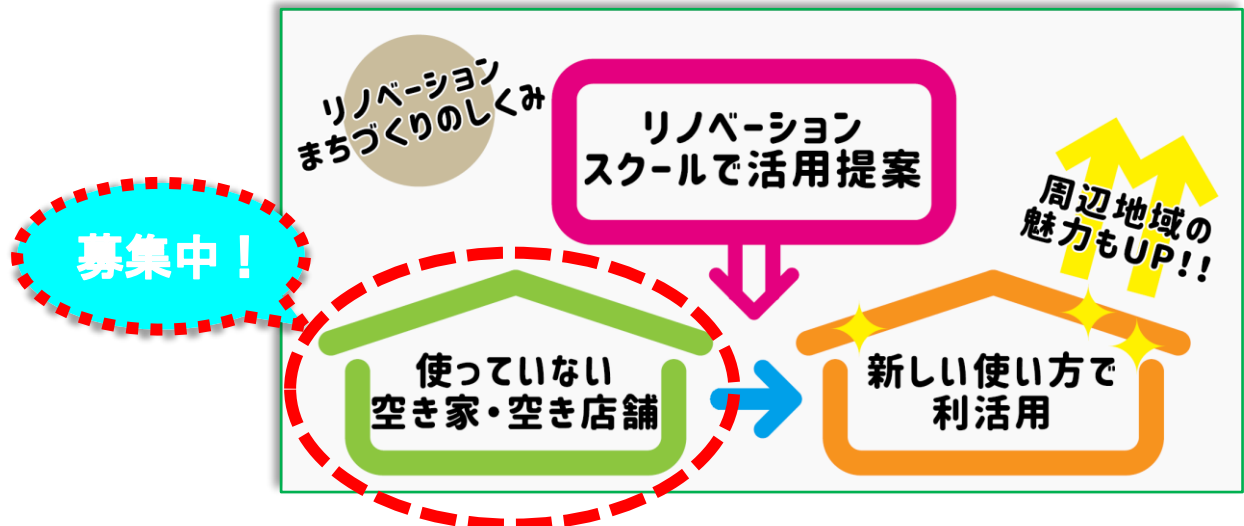 リノベーション
まちづくりのしくみ
リノベーション
スクールで活用提案
周辺地域の
魅力もUP!!
募集中！
使っていない
空き家・空き店舗
新しい使い方で
利活用